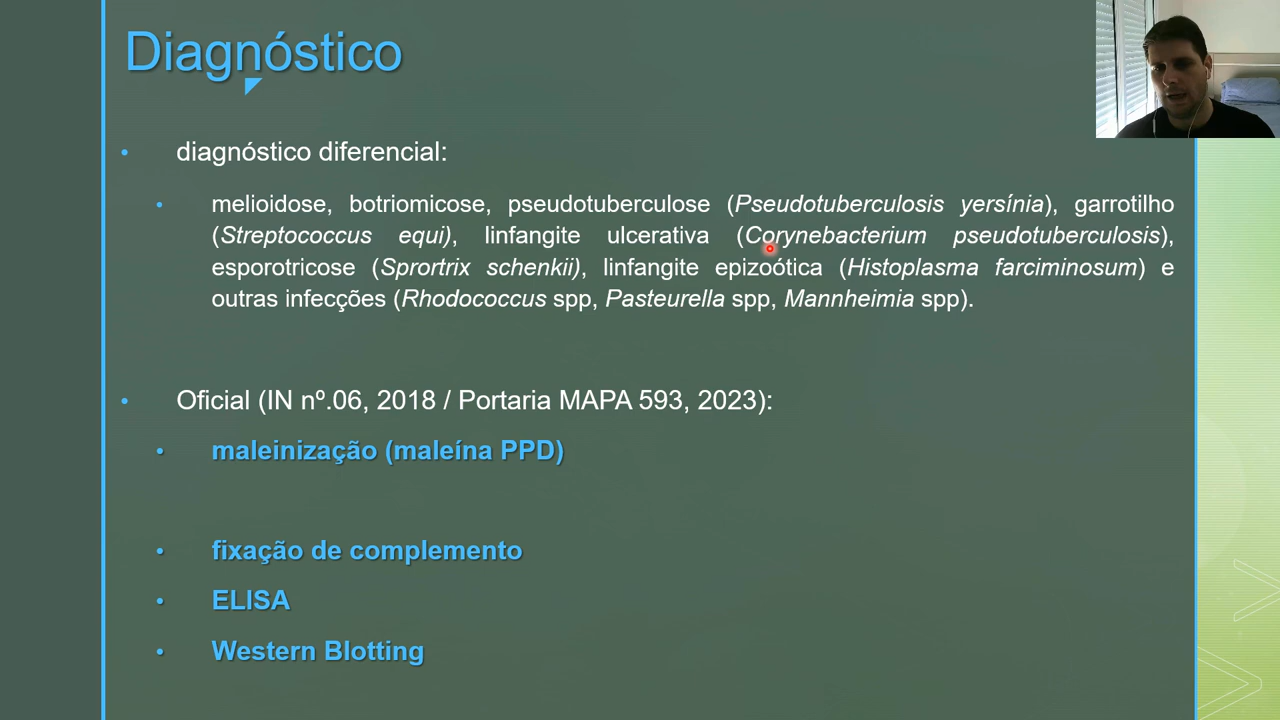 Diagnóstico
• diagnóstico diferencial:
• melioidose, botriomicose, pseudotuberculose (Pseudotuberculosis yersínia), garrotilho
(Streptococcus equi), linfangite ulcerativa (Corynebacterium pseudotuberculosis),
esporotricose (Sprortrix schenkii), linfangite epizoótica (Histoplasma farciminosum) e
outras infecções (Rhodococcus spp, Pasteurella spp, Mannheimia spp).
• Oficial (IN nº.06, 2018 / Portaria MAPA 593, 2023):
• maleinização (maleína PPD)
• fixação de complemento
• ELISA
• Western Blotting